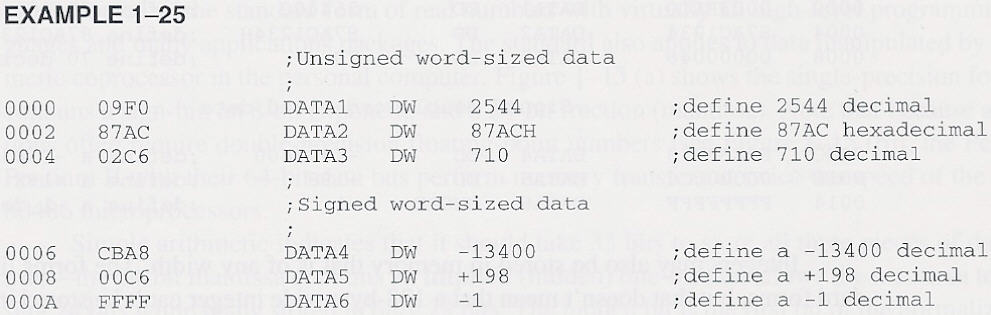 EXAMPLE 1–25
;Unsigned word-sized data
;
0000 09F0 DATA1 DW 2544 ;define 2544 decimal
0002 87AC DATA2 DW 87ACH ;define 87AC hexadecimal
0004 02C6 DATA3 DW 710 ;define 710 decimal
;
;Signed word-sized data
;
0006 CBA8 DATA4 DW -13400 ;define -13400 decimal
0008 00C6 DATA5 DW +198 ;define +198 decimal
000A FFFF DATA6 DW -1 ;define -1 decimal